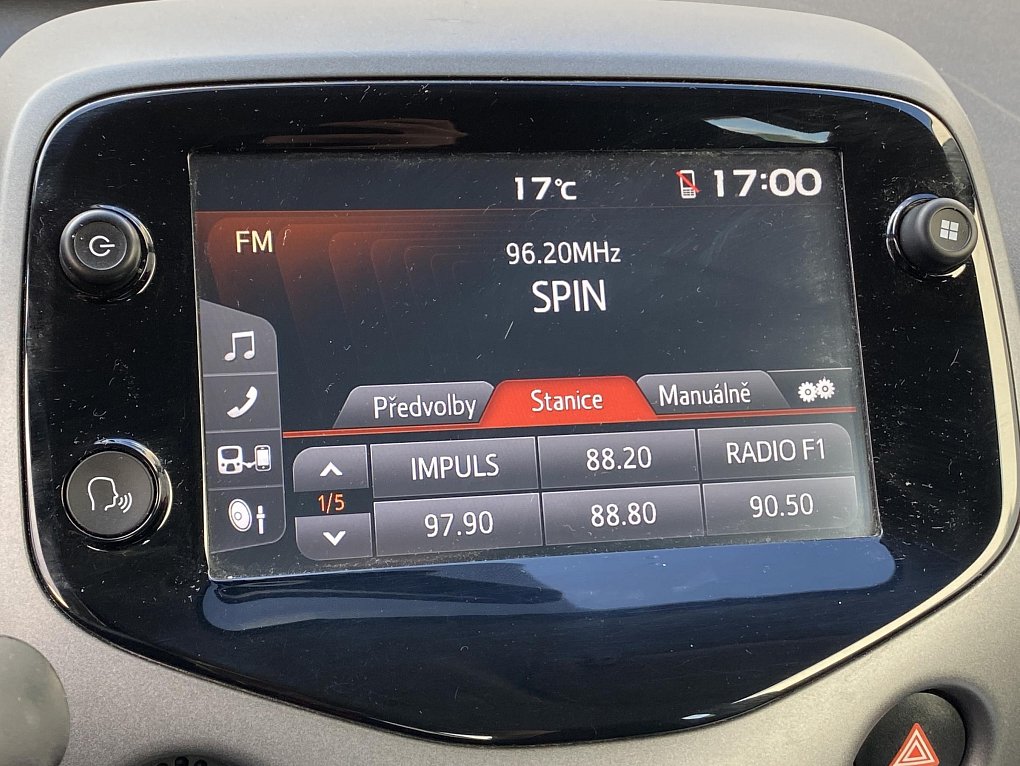 17°C
17:00
FM
96.20MHz
SPIN
Předvolby
Stanice
Manuálně
IMPULS
88.20
RADIO F1
1/5
97.90
88.80
90.50